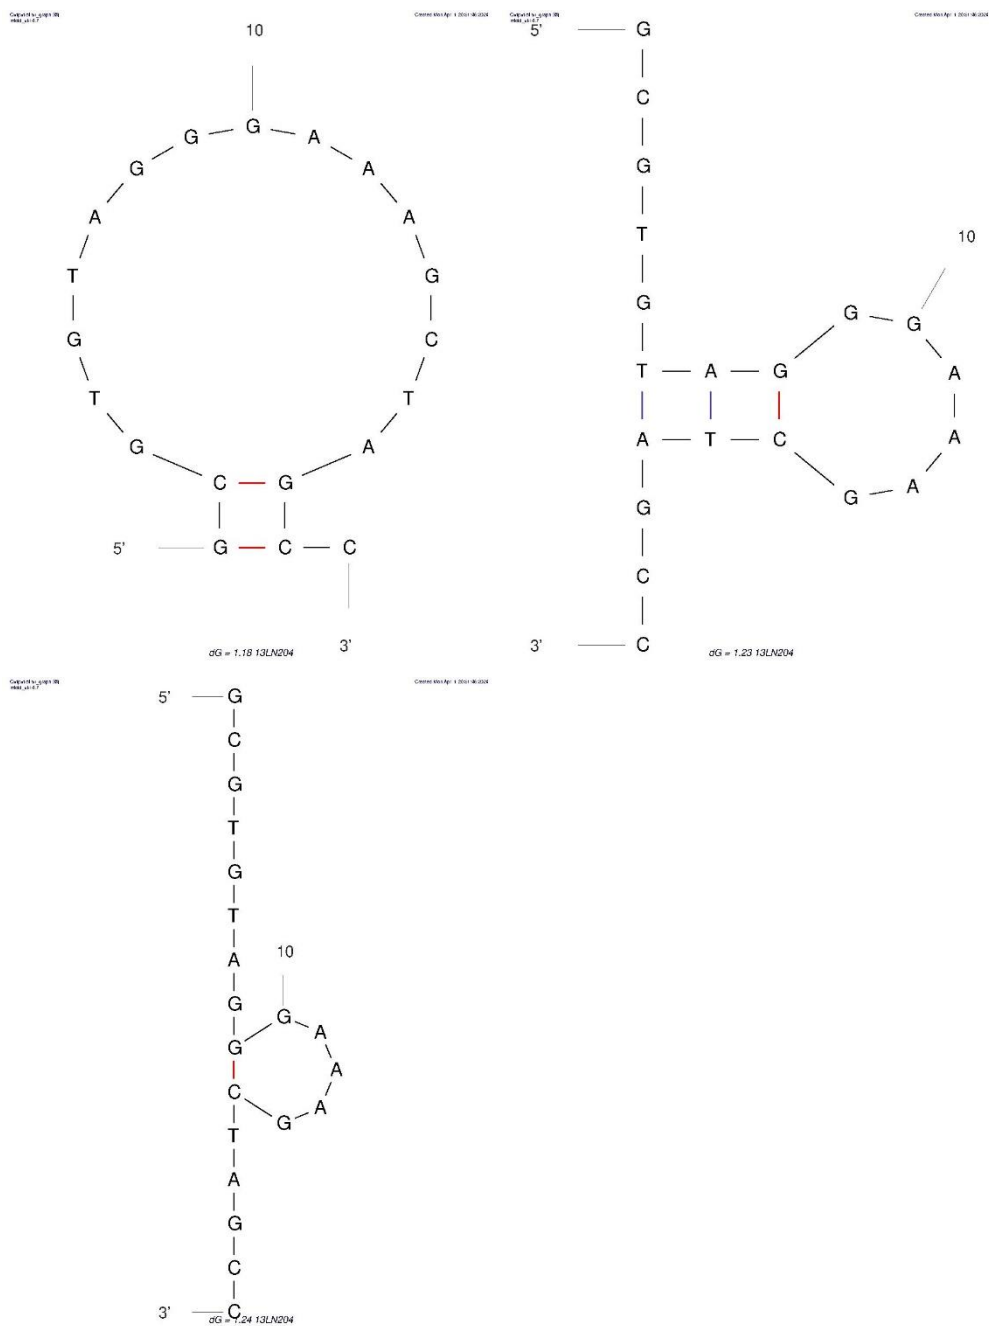 10
G G A
G A
A A
T G
G C
T T
G A
C G
5' G C C
3'
dG = 1.18 13LN204
5' G
C
G
T
10
G G G
T A G A
A T C A
G G A
C
3' C
dG = 1.23 13LN204
5' G
C
G
T
G
T
A
10
G G
A
G A
C A
T G
A
G
C
3' C
dG = 1.24 13LN204